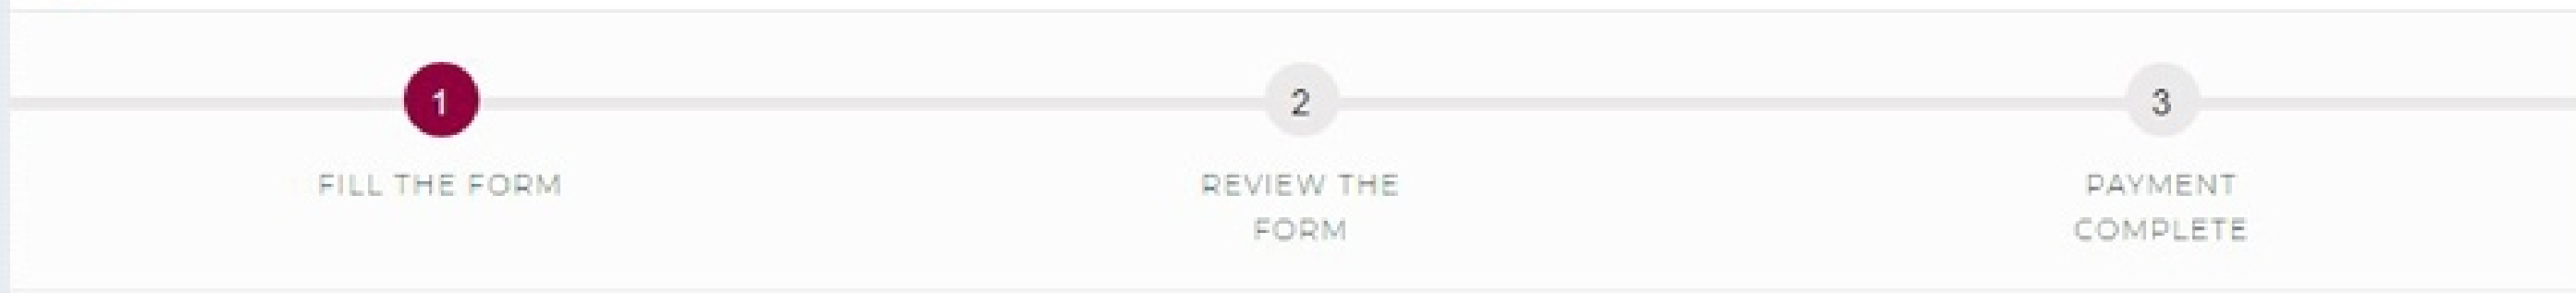 1
FILL THE FORM
2
REVIEW THE
FORM
3
PAYMENT
COMPLETE